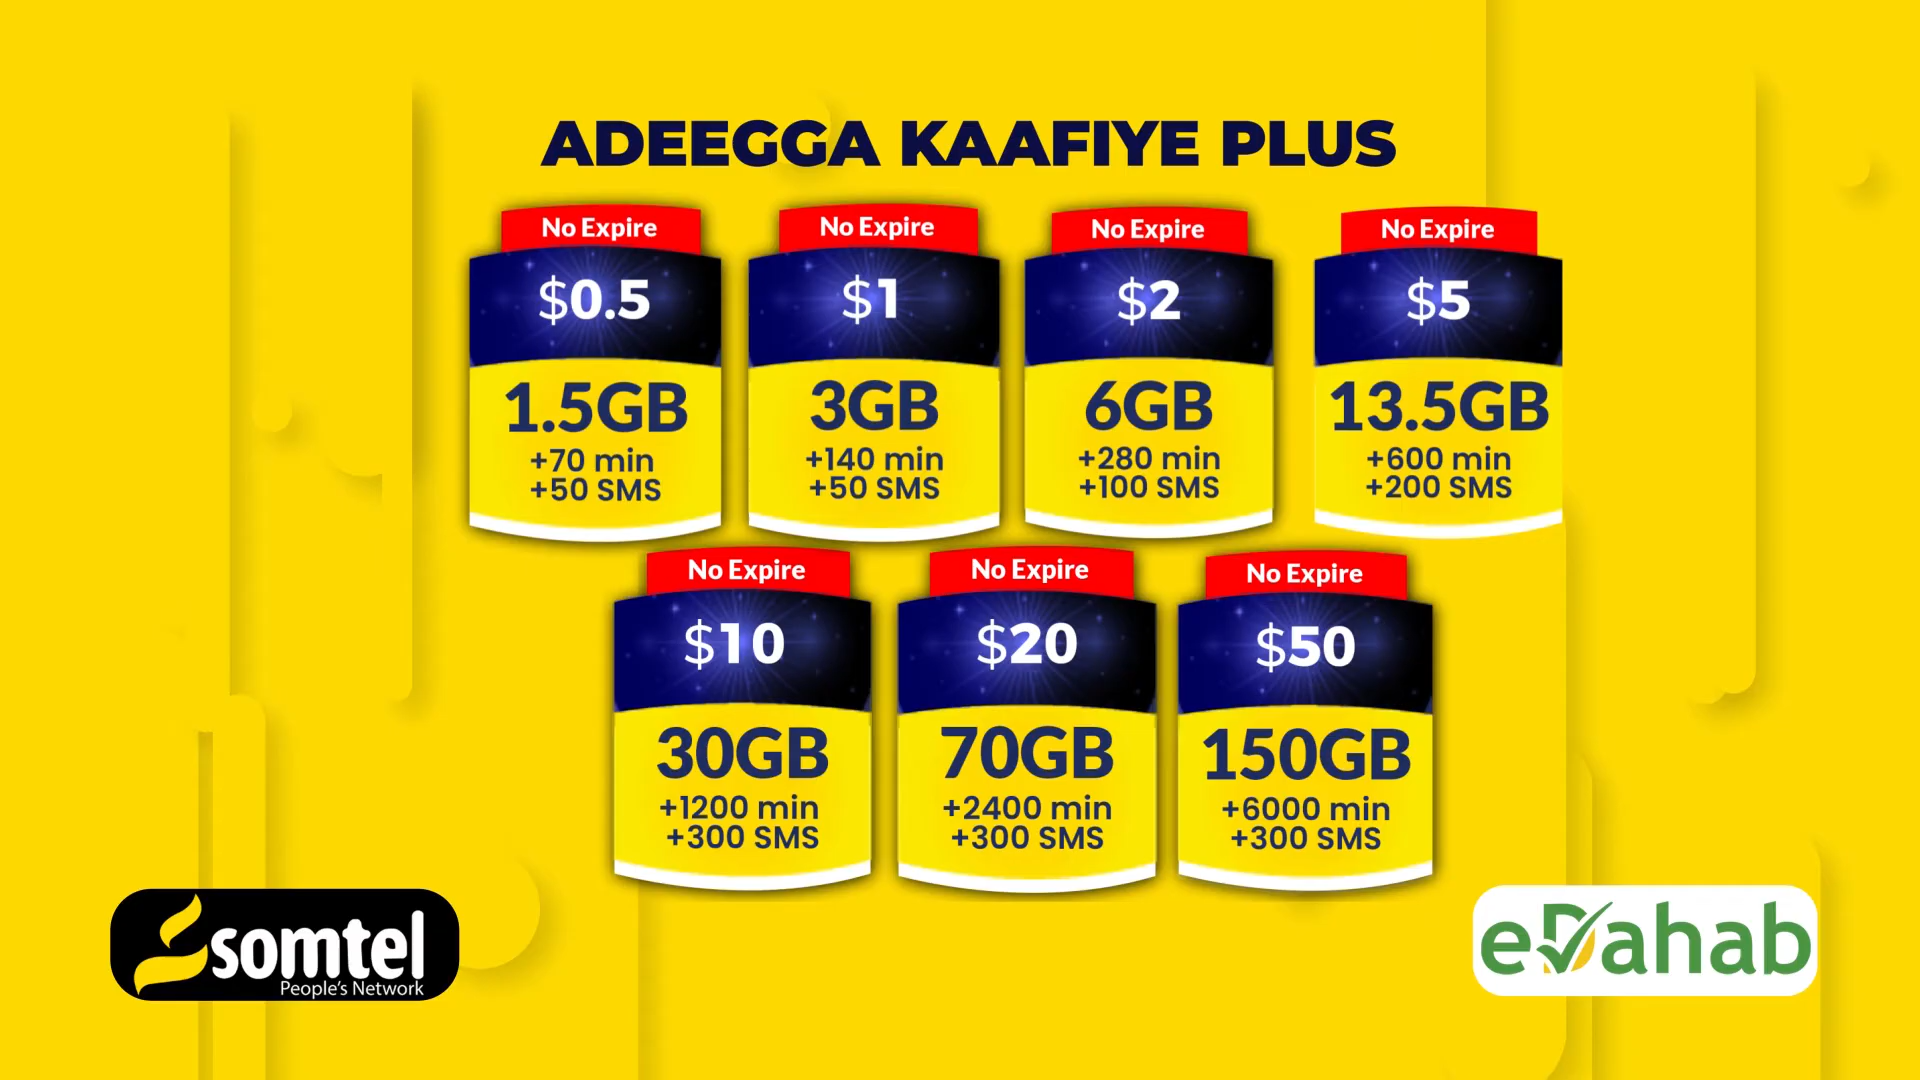 ADEEGGA KAAFIYE PLUS
No Expire
$0.5
1.5GB
+70 min
+50 SMS
No Expire
$1
3GB
+140 min
+50 SMS
No Expire
$2
6GB
+280 min
+100 SMS
No Expire
$5
13.5GB
+600 min
+200 SMS
No Expire
$10
30GB
+1200 min
+300 SMS
No Expire
$20
70GB
+2400 min
+300 SMS
No Expire
$50
150GB
+6000 min
+300 SMS
somtel
People's Network
eDahab